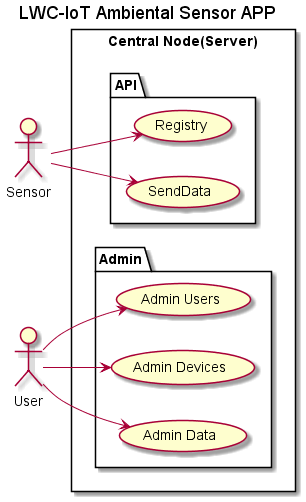 LWC-IoT Ambiental Sensor APP
Central Node(Server)
API
Registry
SendData
Sensor
Admin
Admin Users
Admin Devices
Admin Data
User